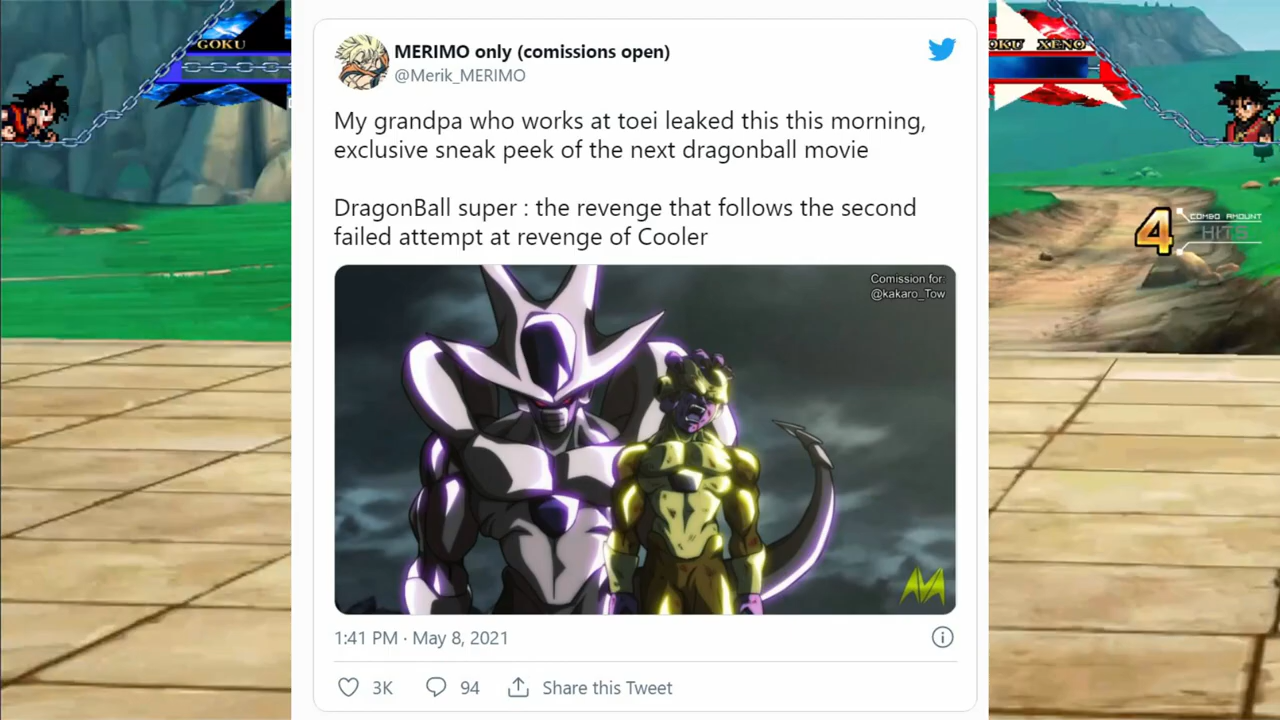 GOKU
OKU XENO
4
COMBO AMOUNT
HITS
MERIMO only (comissions open)
@Merik_MERIMO
My grandpa who works at toei leaked this this morning,
exclusive sneak peek of the next dragonball movie
DragonBall super : the revenge that follows the second
failed attempt at revenge of Cooler
Comission for:
@kakaro_Tow
1:41 PM · May 8, 2021
3K
94
Share this Tweet